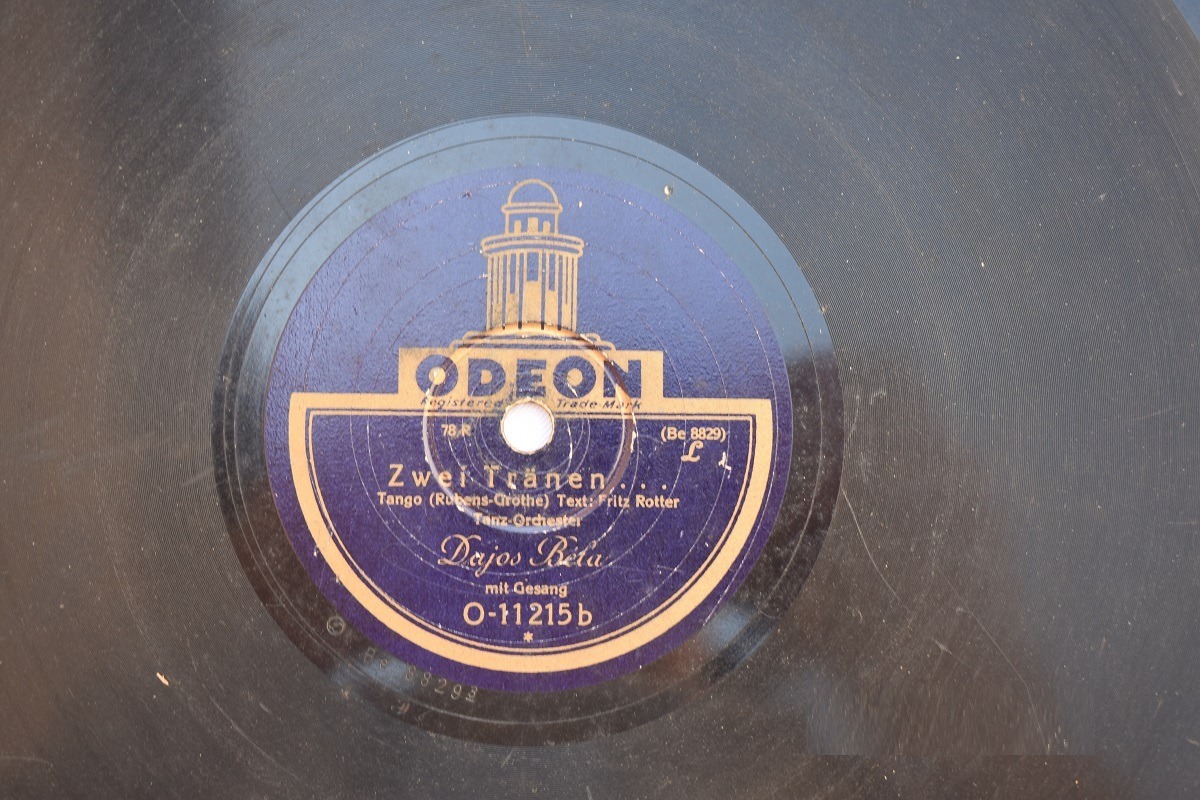 ODEON
Registered Trade-Mark
78 R (Be 8829)
L
Zwei Tränen...
Tango (Rubens-Grothe) Text: Fritz Rotter
Tanz-Orchester
Dajos Béla
mit Gesang
O-11215b
*
8829